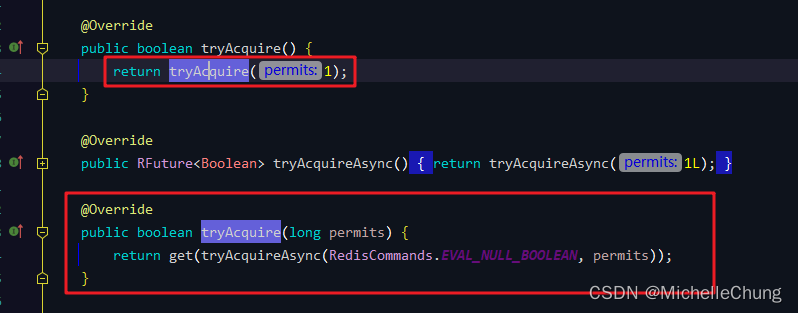 @Override
public boolean tryAcquire() {
return tryAcquire( permits: 1);
}
@Override
public RFuture<Boolean> tryAcquireAsync() { return tryAcquireAsync( permits: 1L); }
@Override
public boolean tryAcquire(long permits) {
return get(tryAcquireAsync(RedisCommands.EVAL_NULL_BOOLEAN, permits));
}
CSDN @MichelleChung